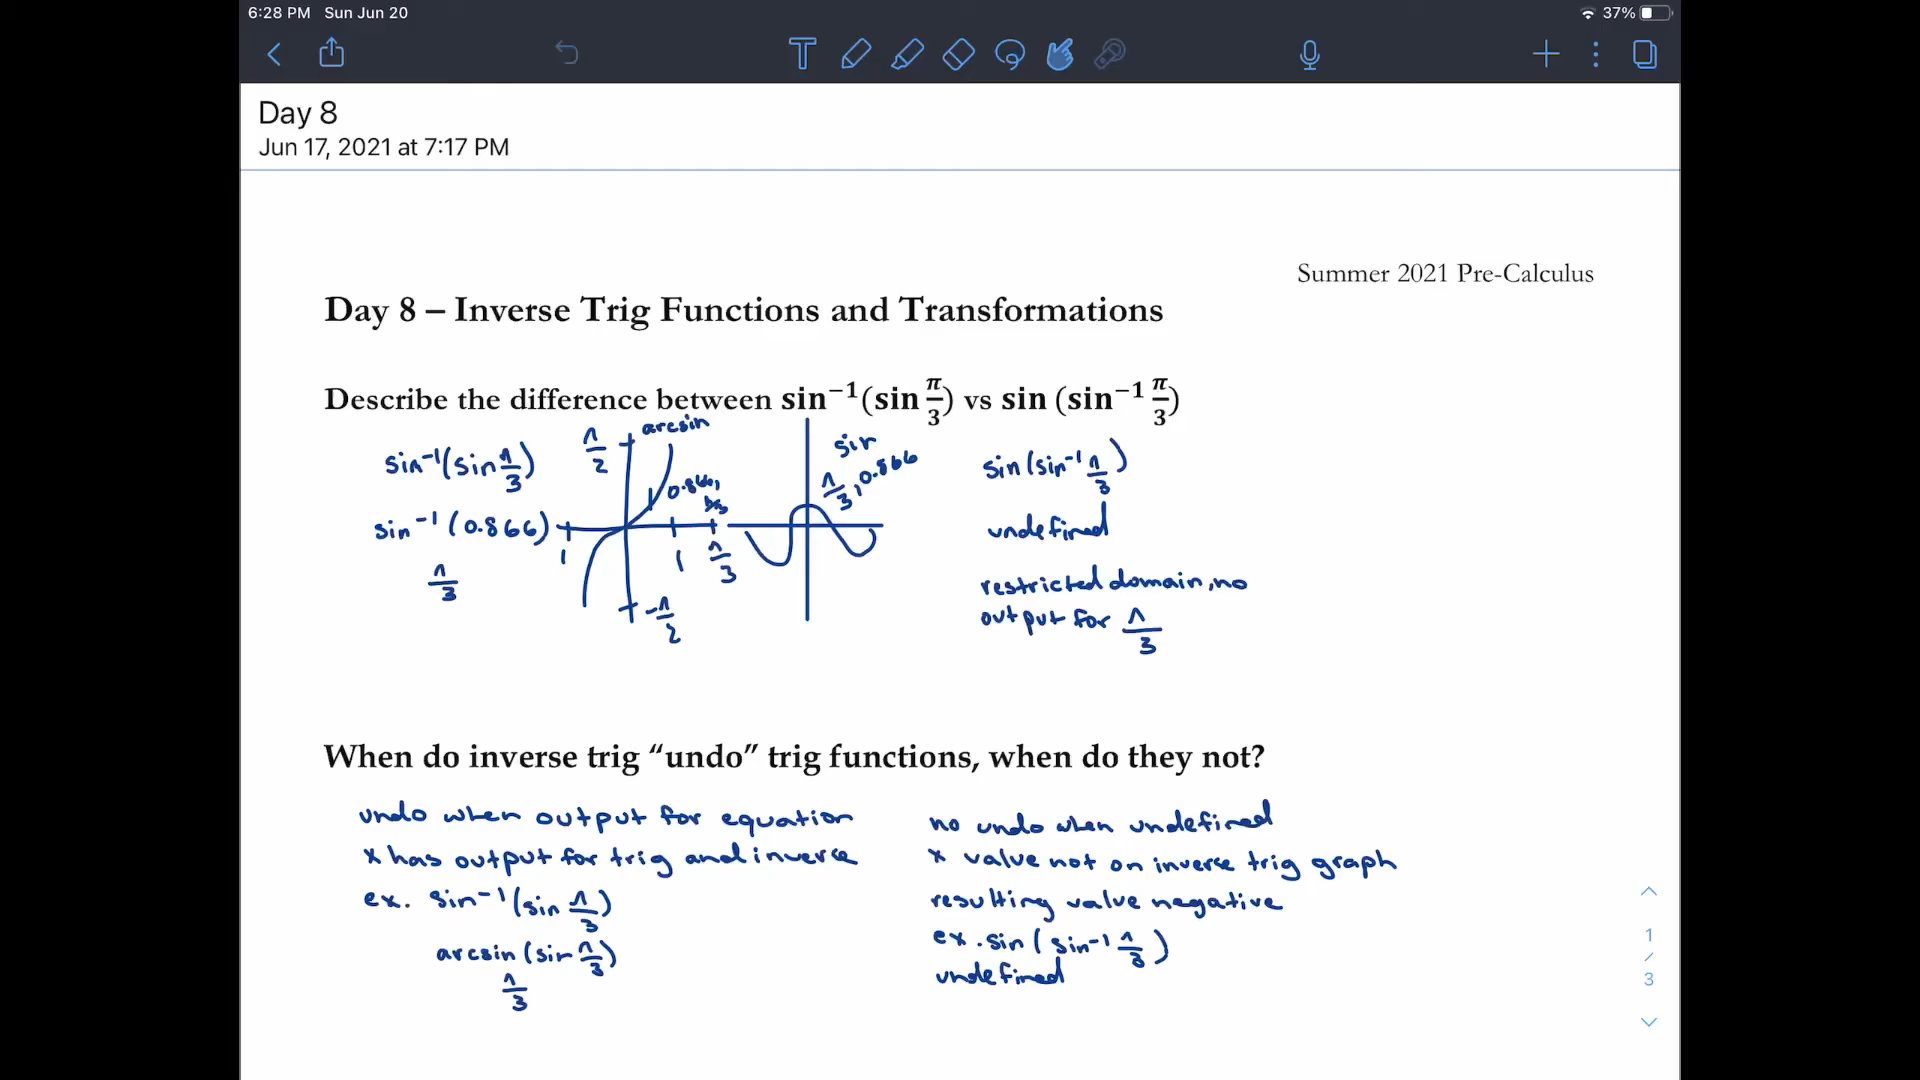 6:28 PM Sun Jun 20
37%
Day 8
Jun 17, 2021 at 7:17 PM
Summer 2021 Pre-Calculus
Day 8 – Inverse Trig Functions and Transformations
Describe the difference between sin⁻¹(sin π/3) vs sin (sin⁻¹ π/3)
sin⁻¹(sin π/3)
sin⁻¹(0.866)
π/3
π/2
arcsin
0.866,
1
1
π/3
-π/2
sin
π/3, 0.866
sin(sin⁻¹ π/3)
undefined
restricted domain, no
output for π/3
When do inverse trig “undo” trig functions, when do they not?
undo when output for equation
x has output for trig and inverse
ex. sin⁻¹(sin π/3)
arcsin(sin π/3)
π/3
no undo when undefined
x value not on inverse trig graph
resulting value negative
ex. sin(sin⁻¹ π/3)
undefined
1
/
3